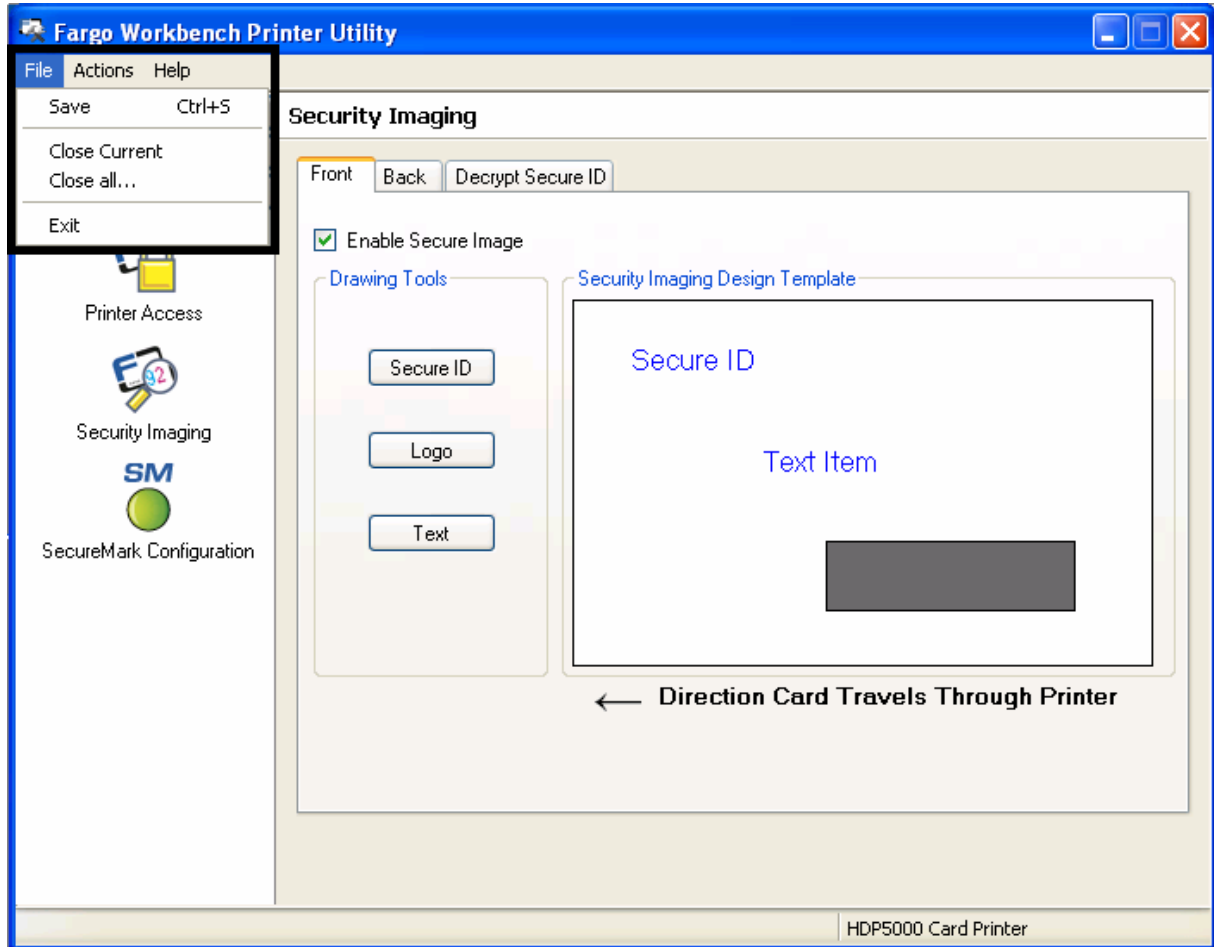 Fargo Workbench Printer Utility
File Actions Help
Save Ctrl+S
Close Current
Close all...
Exit
Printer Access
Security Imaging
SM
SecureMark Configuration
Security Imaging
Front Back Decrypt Secure ID
Enable Secure Image
Drawing Tools
Secure ID
Logo
Text
Security Imaging Design Template
Secure ID
Text Item
← Direction Card Travels Through Printer
HDP5000 Card Printer